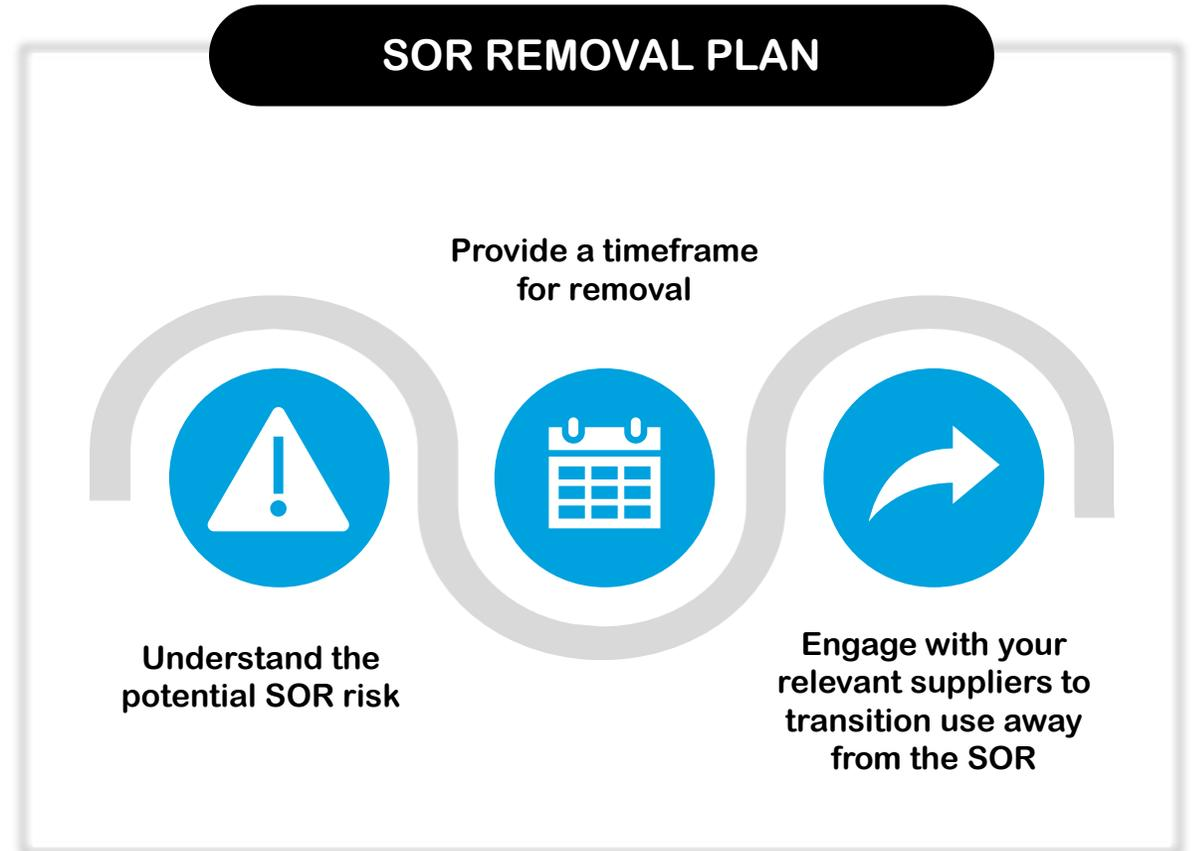 SOR REMOVAL PLAN
Provide a timeframe
for removal
Understand the
potential SOR risk
Engage with your
relevant suppliers to
transition use away
from the SOR